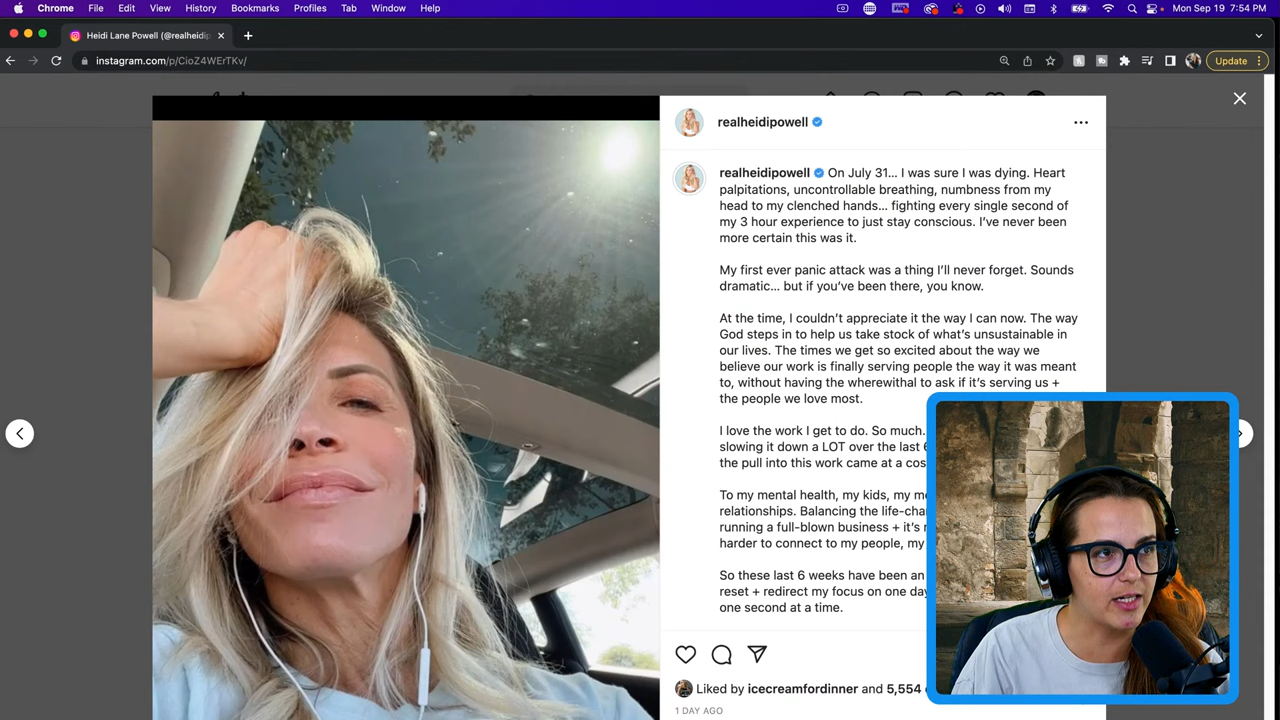 Chrome File Edit View History Bookmarks Profiles Tab Window Help Mon Sep 19 7:54 PM
Heidi Lane Powell (@realheidip
instagram.com/p/CioZ4WErTKv/
Update
realheidipowell
realheidipowell On July 31... I was sure I was dying. Heart
palpitations, uncontrollable breathing, numbness from my
head to my clenched hands... fighting every single second of
my 3 hour experience to just stay conscious. I've never been
more certain this was it.
My first ever panic attack was a thing I'll never forget. Sounds
dramatic... but if you've been there, you know.
At the time, I couldn't appreciate it the way I can now. The way
God steps in to help us take stock of what's unsustainable in
our lives. The times we get so excited about the way we
believe our work is finally serving people the way it was meant
to, without having the wherewithal to ask if it's serving us +
the people we love most.
I love the work I get to do. So much.
slowing it down a LOT over the last
the pull into this work came at a
To my mental health, my kids, my
relationships. Balancing the
running a full-blown business +
harder to connect to my people, my
So these last 6 weeks have been an
reset + redirect my focus on one
one second at a time.
Liked by icecreamfordinner and 5,554
1 DAY AGO